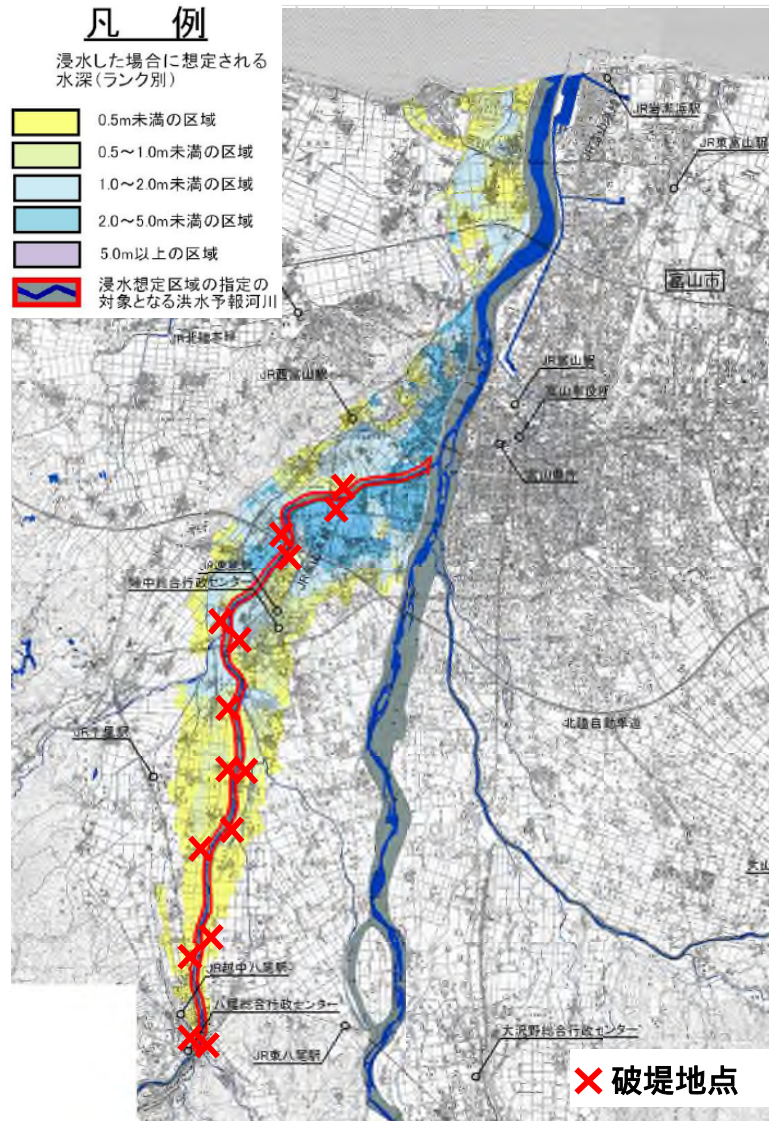 凡 例
浸水した場合に想定される
水深(ランク別)
0.5m未満の区域
0.5～1.0m未満の区域
1.0～2.0m未満の区域
2.0～5.0m未満の区域
5.0m以上の区域
浸水想定区域の指定の
対象となる洪水予報河川
JR岩瀬浜駅
JR東富山駅
富山市
JR北陸本線
JR西富山駅
JR富山駅
富山市役所
富山県庁
JR速星駅
婦中総合行政センター
北陸自動車道
JR千里駅
大山
JR越中八尾駅
八尾総合行政センター
JR東八尾駅
大沢野総合行政センター
破堤地点